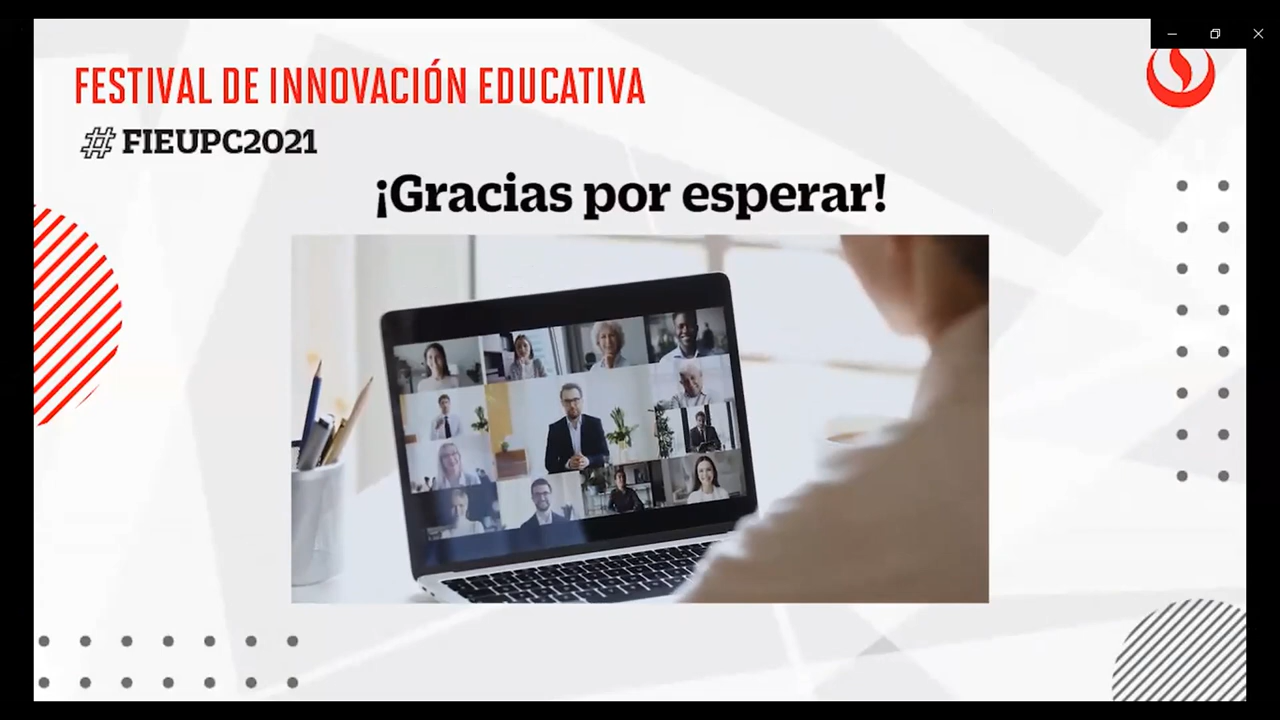 FESTIVAL DE INNOVACIÓN EDUCATIVA
# FIEUPC2021
¡Gracias por esperar!